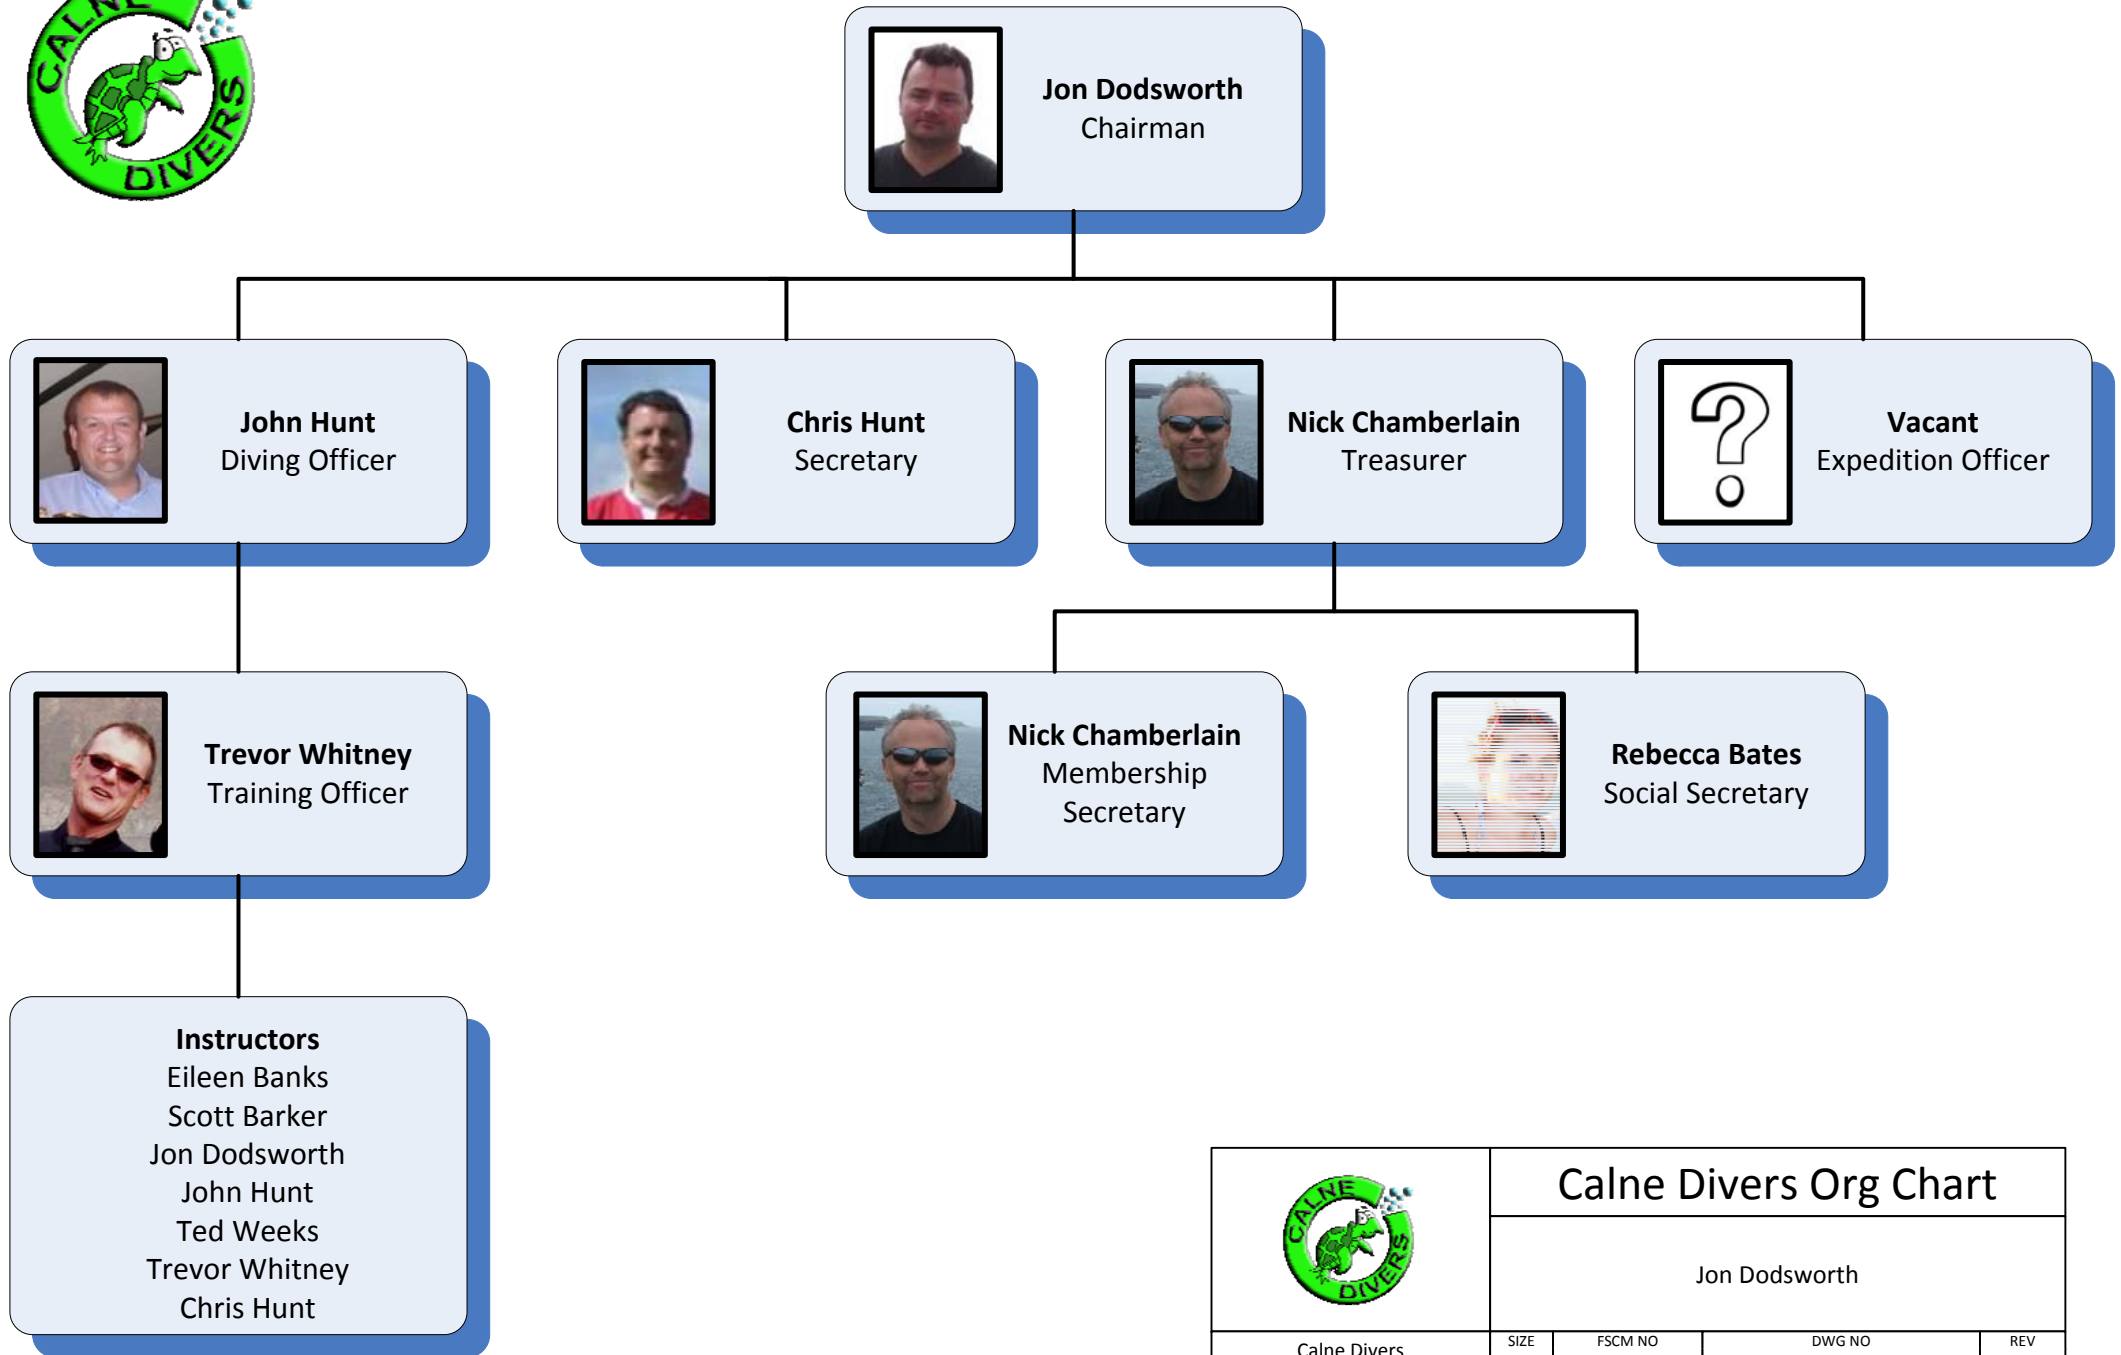 CALNE
DIVERS
Jon Dodsworth
Chairman
John Hunt
Diving Officer
Chris Hunt
Secretary
Nick Chamberlain
Treasurer
Vacant
Expedition Officer
?
Trevor Whitney
Training Officer
Nick Chamberlain
Membership
Secretary
Rebecca Bates
Social Secretary
Instructors
Eileen Banks
Scott Barker
Jon Dodsworth
John Hunt
Ted Weeks
Trevor Whitney
Chris Hunt
CALNE
DIVERS
Calne Divers Org Chart
Jon Dodsworth
Calne Divers
SIZE
FSCM NO
DWG NO
REV